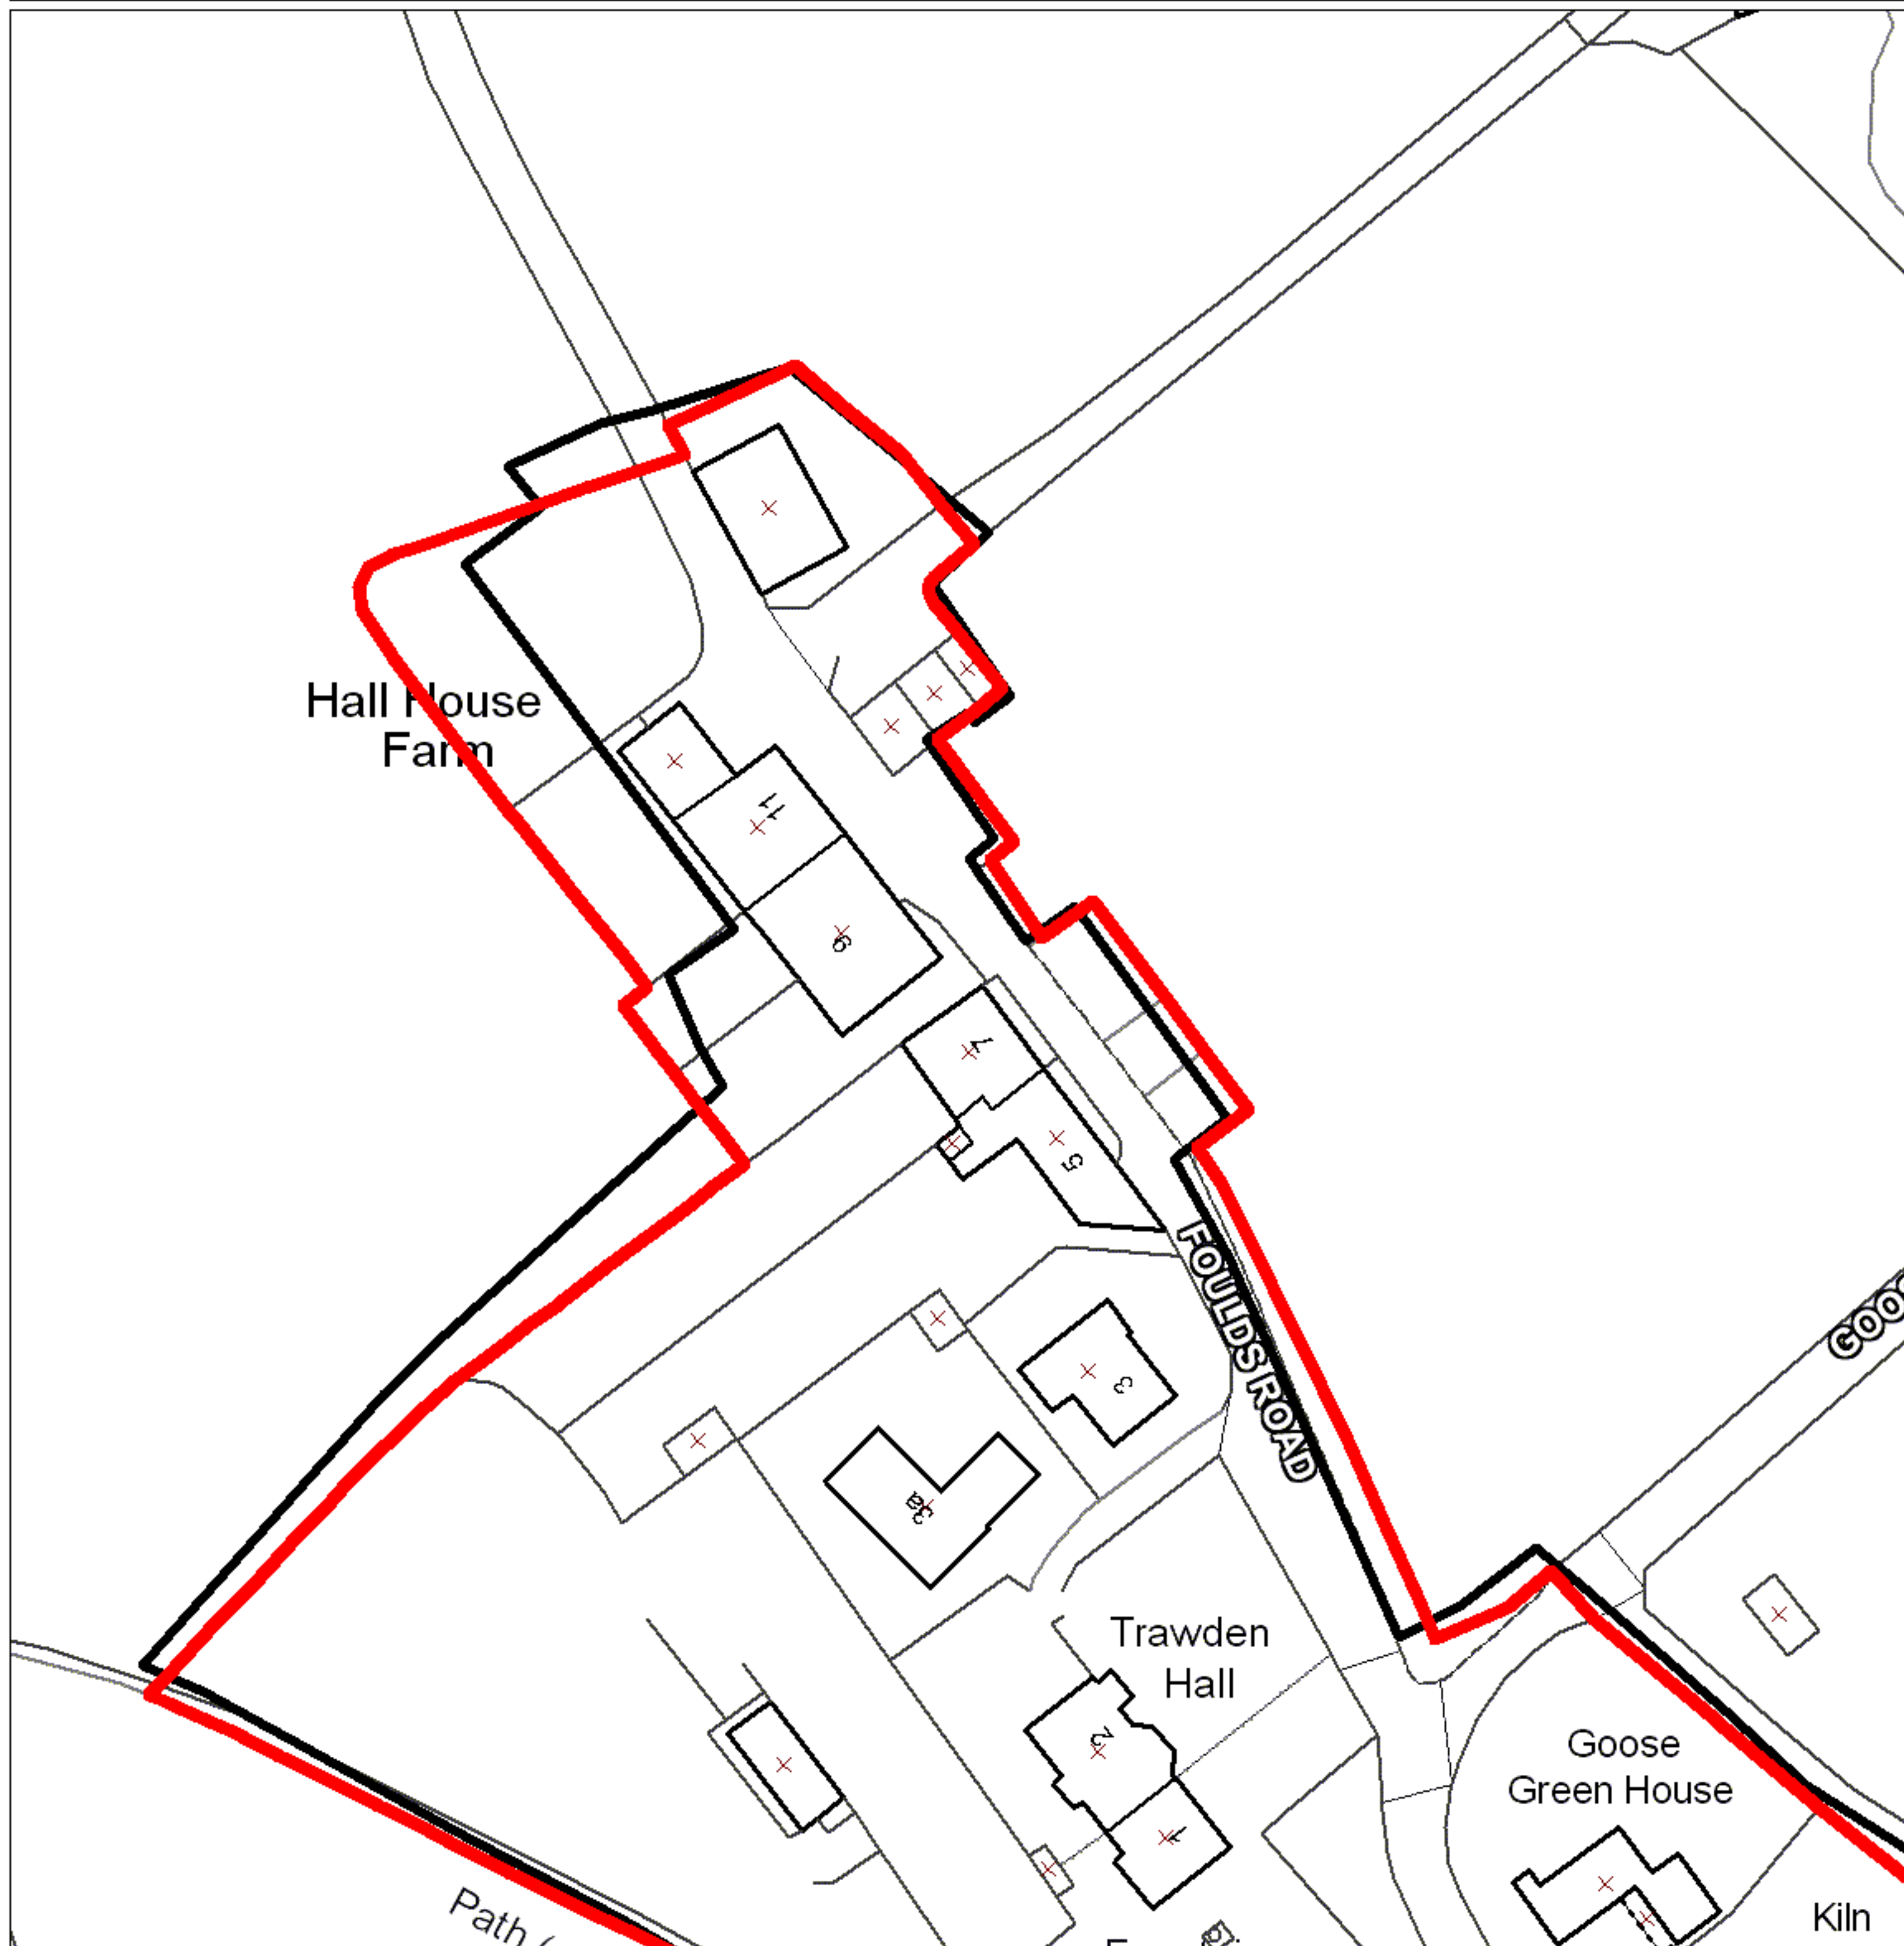 Hall House
Farm
11
9
7
5
FOULDS ROAD
3
3a
GOO
Trawden
Hall
2
1
Goose
Green House
Path (
Kiln